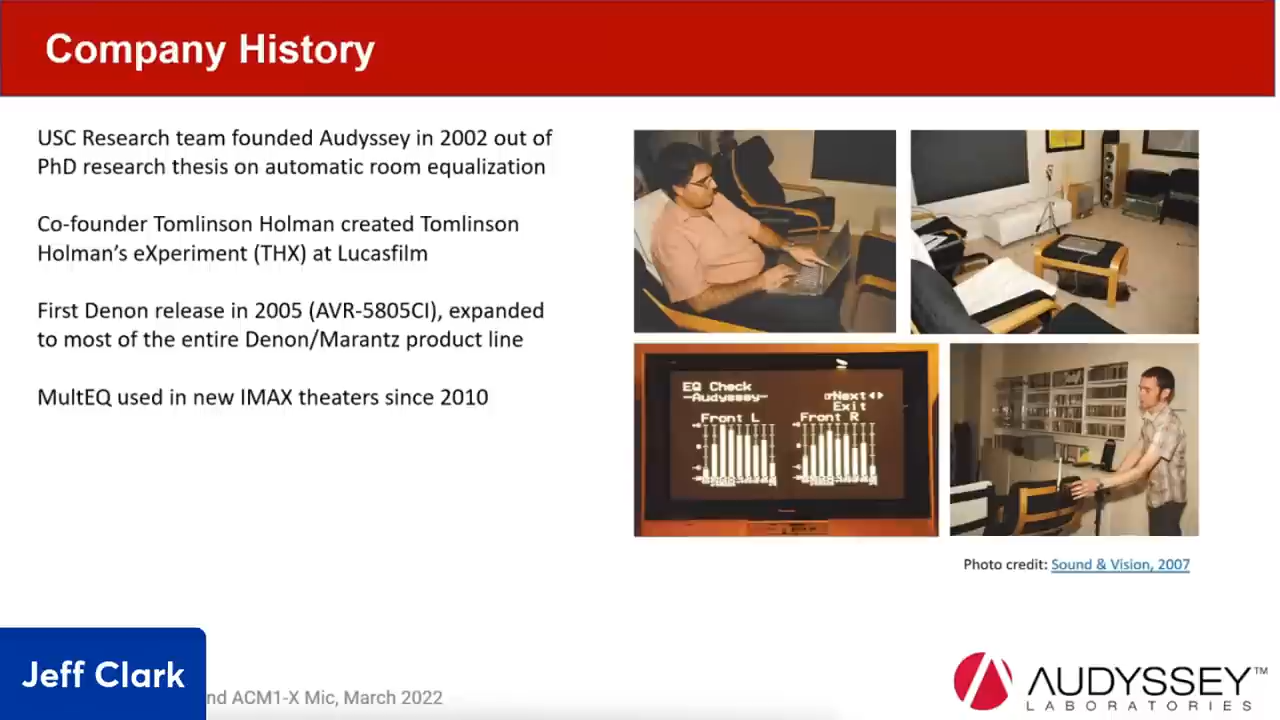 Company History
USC Research team founded Audyssey in 2002 out of
PhD research thesis on automatic room equalization
Co-founder Tomlinson Holman created Tomlinson
Holman's eXperiment (THX) at Lucasfilm
First Denon release in 2005 (AVR-5805CI), expanded
to most of the entire Denon/Marantz product line
MultEQ used in new IMAX theaters since 2010
EQ Check
-Audyssey-
Next
Exit
Front L
Front R
Photo credit: Sound & Vision, 2007
Jeff Clark
nd ACM1-X Mic, March 2022
AUDYSSEY™
LABORATORIES